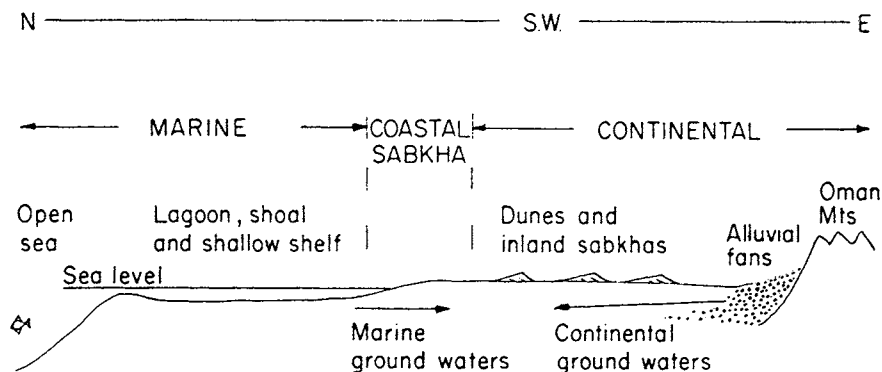 N S.W. E
MARINE COASTAL CONTINENTAL
SABKHA
Open sea
Lagoon, shoal
and shallow shelf
Dunes and
inland sabkhas
Alluvial
fans
Oman
Mts
Sea level
Marine
ground waters
Continental
ground waters